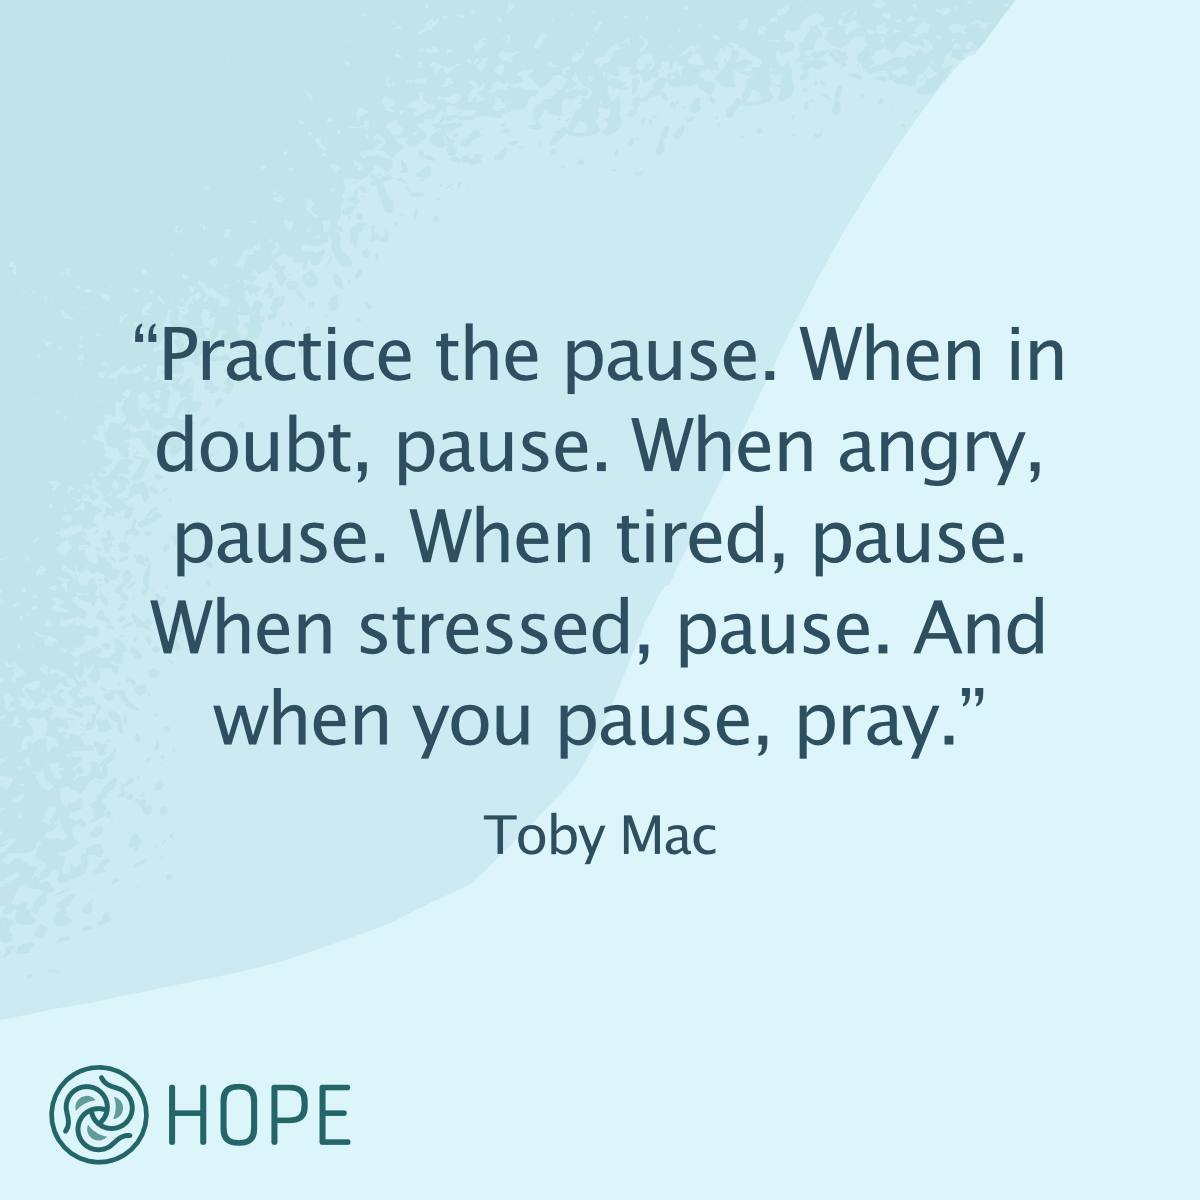 “Practice the pause. When in
doubt, pause. When angry,
pause. When tired, pause.
When stressed, pause. And
when you pause, pray.”
Toby Mac
HOPE